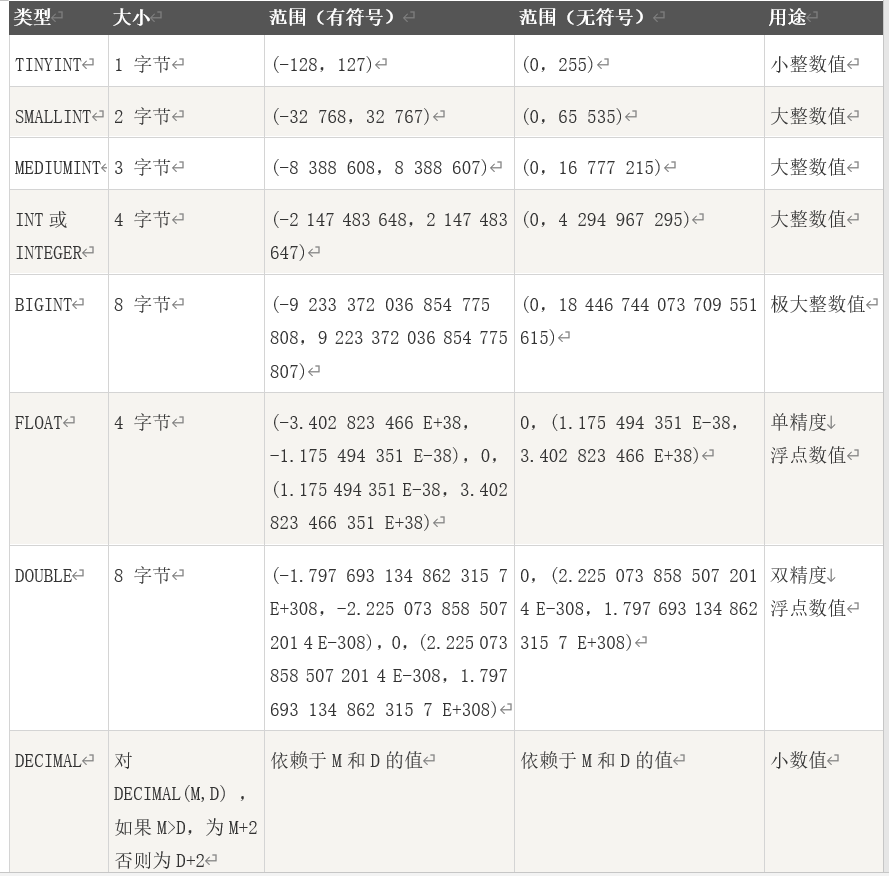 类型 大小 范围（有符号） 范围（无符号） 用途
TINYINT 1 字节 (-128，127) (0，255) 小整数值
SMALLINT 2 字节 (-32 768，32 767) (0，65 535) 大整数值
MEDIUMINT 3 字节 (-8 388 608，8 388 607) (0，16 777 215) 大整数值
INT 或 4 字节 (-2 147 483 648，2 147 483 (0，4 294 967 295) 大整数值
INTEGER 647)
BIGINT 8 字节 (-9 233 372 036 854 775 (0，18 446 744 073 709 551 极大整数值
808，9 223 372 036 854 775 615)
807)
FLOAT 4 字节 (-3.402 823 466 E+38， 0，(1.175 494 351 E-38， 单精度
-1.175 494 351 E-38)，0， 3.402 823 466 E+38) 浮点数值
(1.175 494 351 E-38，3.402
823 466 351 E+38)
DOUBLE 8 字节 (-1.797 693 134 862 315 7 0，(2.225 073 858 507 201 双精度
E+308，-2.225 073 858 507 4 E-308，1.797 693 134 862 浮点数值
201 4 E-308)，0，(2.225 073 315 7 E+308)
858 507 201 4 E-308，1.797
693 134 862 315 7 E+308)
DECIMAL 对 依赖于 M 和 D 的值 依赖于 M 和 D 的值 小数值
DECIMAL(M,D) ，
如果 M>D，为 M+2
否则为 D+2